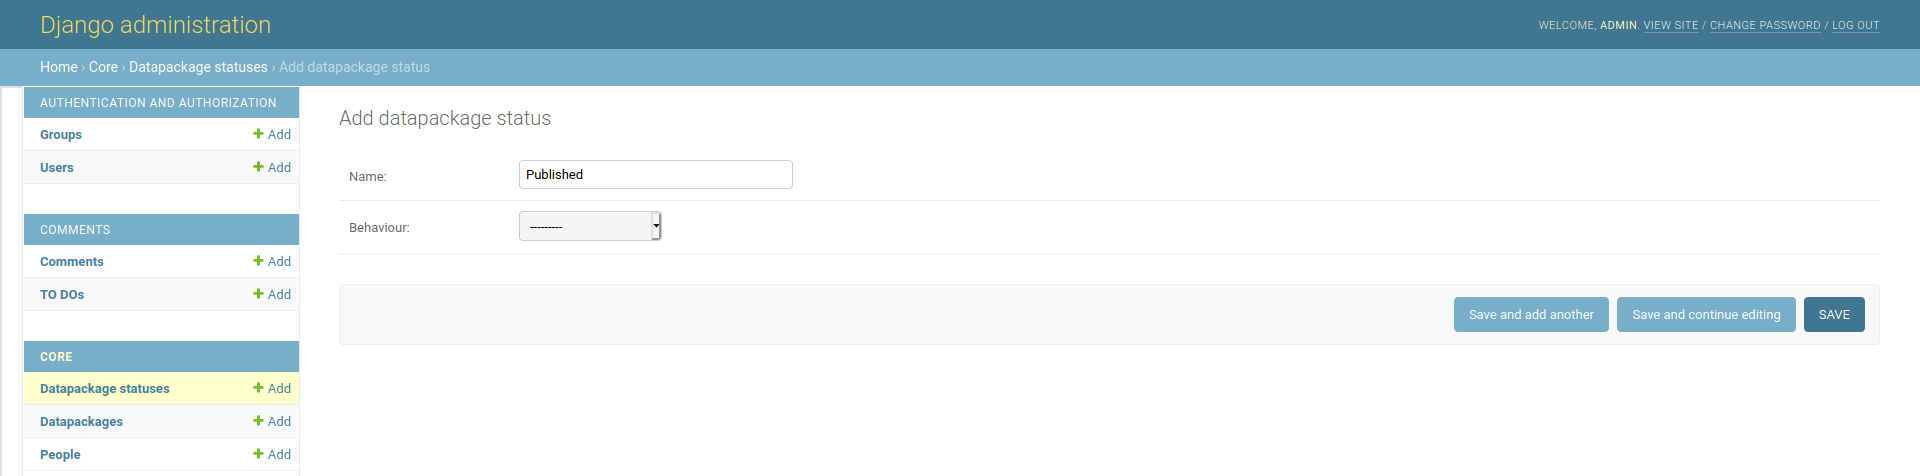 Django administration
WELCOME, ADMIN. VIEW SITE / CHANGE PASSWORD / LOG OUT
Home › Core › Datapackage statuses › Add datapackage status
AUTHENTICATION AND AUTHORIZATION
Groups + Add
Users + Add
COMMENTS
Comments + Add
TO DOs + Add
CORE
Datapackage statuses + Add
Datapackages + Add
People + Add
Add datapackage status
Name: Published
Behaviour: ---------
Save and add another Save and continue editing SAVE